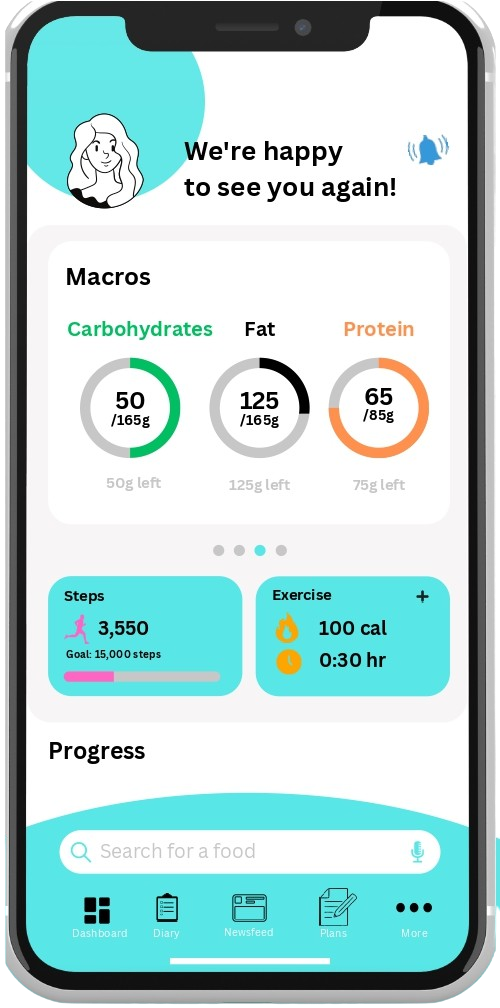 We're happy
to see you again!
Macros
Carbohydrates Fat Protein
50 125 65
/165g /165g /85g
50g left 125g left 75g left
Steps
3,550
Goal: 15,000 steps
Exercise +
100 cal
0:30 hr
Progress
Search for a food
Dashboard Diary Newsfeed Plans More